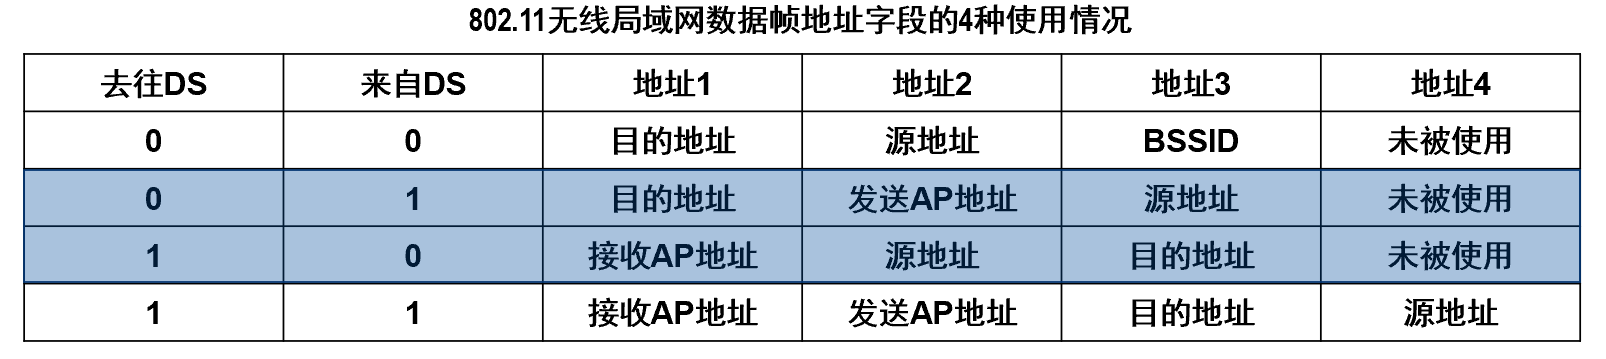 802.11无线局域网数据帧地址字段的4种使用情况
去往DS 来自DS 地址1 地址2 地址3 地址4
0 0 目的地址 源地址 BSSID 未被使用
0 1 目的地址 发送AP地址 源地址 未被使用
1 0 接收AP地址 源地址 目的地址 未被使用
1 1 接收AP地址 发送AP地址 目的地址 源地址